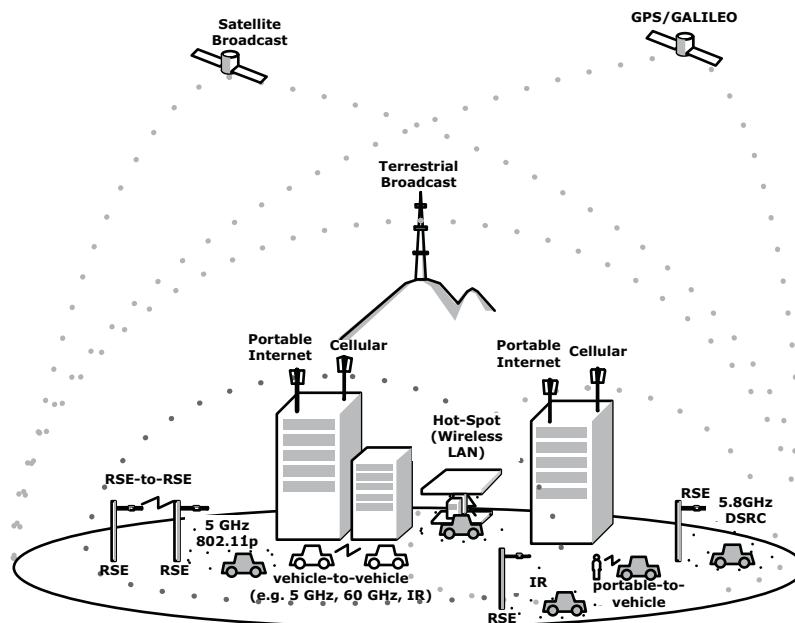 Satellite
Broadcast
GPS/GALILEO
Terrestrial
Broadcast
Portable
Internet
Cellular
Portable
Internet
Cellular
Hot-Spot
(Wireless
LAN)
RSE-to-RSE
RSE
RSE
5 GHz
802.11p
vehicle-to-vehicle
(e.g. 5 GHz, 60 GHz, IR)
RSE
5.8GHz
DSRC
IR
RSE
portable-to-
vehicle